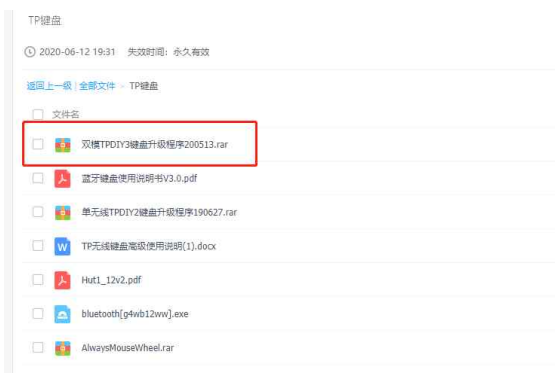 TP键盘
2020-06-12 19:31 失效时间：永久有效
返回上一级 | 全部文件 > TP键盘
文件名
双模TPDIY3键盘升级程序200513.rar
蓝牙键盘使用说明书V3.0.pdf
单无线TPDIY2键盘升级程序190627.rar
TP无线键盘高级使用说明(1).docx
Hut1_12v2.pdf
bluetooth[g4wb12ww].exe
AlwaysMouseWheel.rar